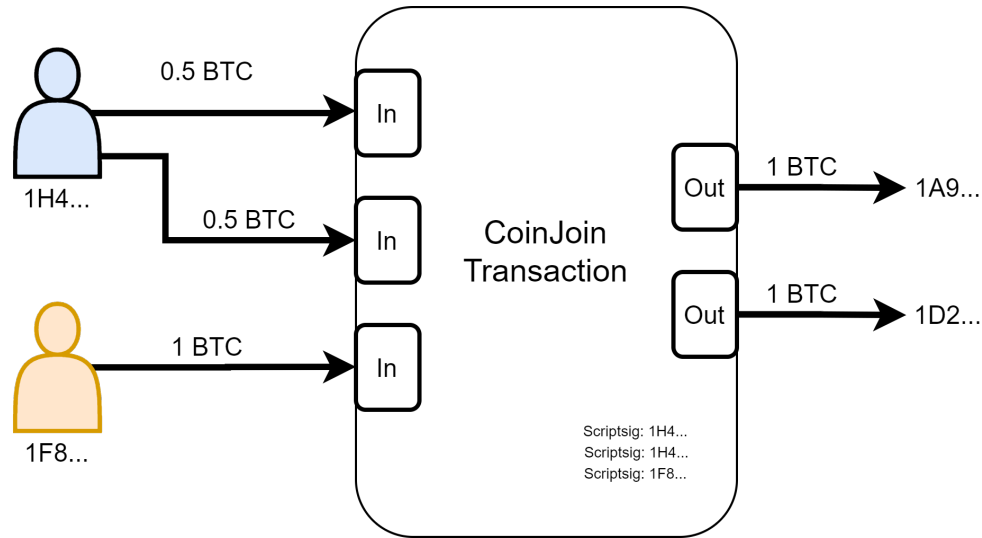 0.5 BTC
In
1H4...
0.5 BTC
In
1 BTC
In
1F8...
CoinJoin
Transaction
Out
1 BTC
1A9...
Out
1 BTC
1D2...
Scriptsig: 1H4...
Scriptsig: 1H4...
Scriptsig: 1F8...